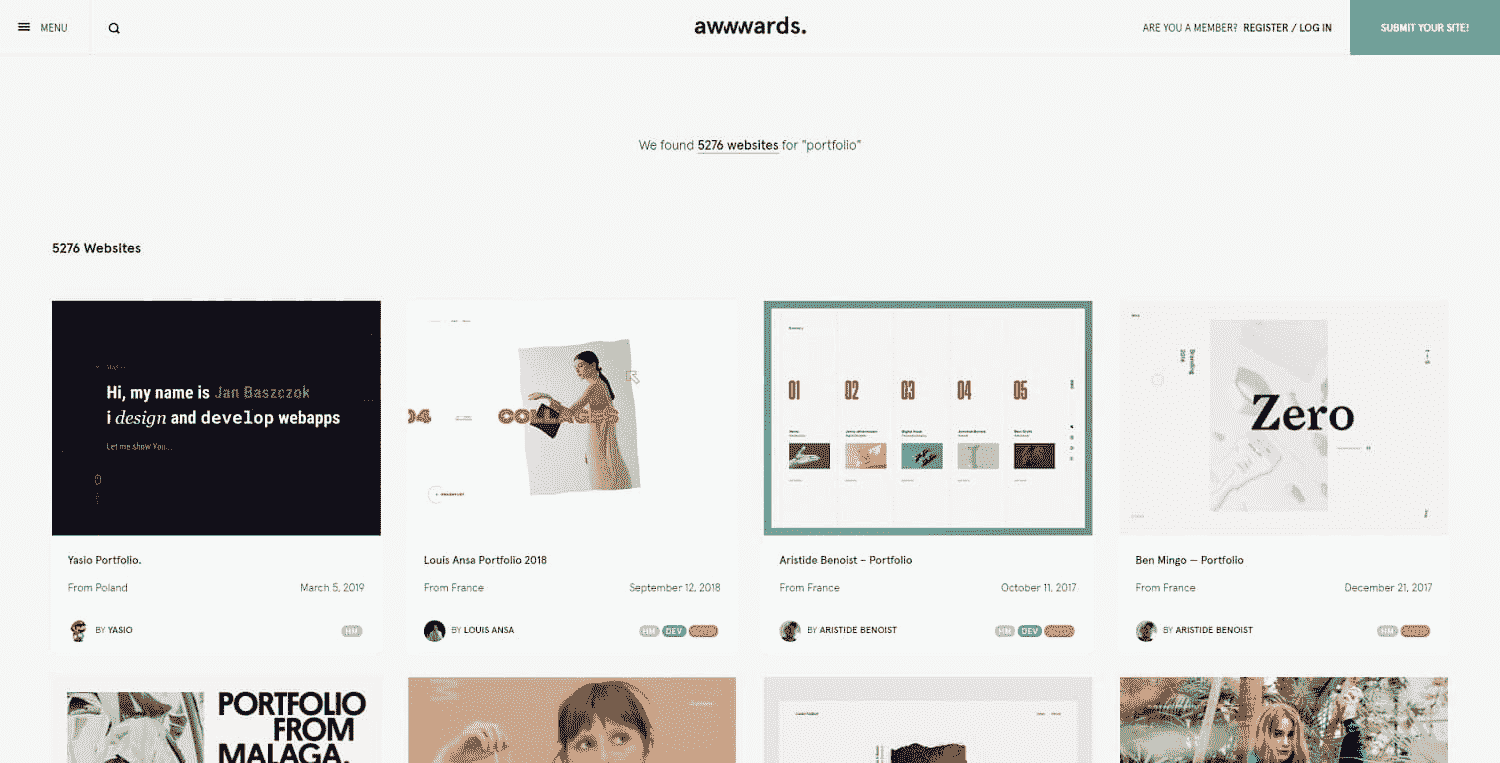 MENU
awwwards.
ARE YOU A MEMBER? REGISTER / LOG IN
SUBMIT YOUR SITE!
We found 5276 websites for "portfolio"
5276 Websites
Hi, my name is Jan Baszczok
i design and develop webapps
Let me show You...
04
COLLAGES
01 02 03 04 05
Zero
Branding
2016
Yasio Portfolio.
From Poland
March 5, 2019
BY YASIO
HM
Louis Ansa Portfolio 2018
From France
September 12, 2018
BY LOUIS ANSA
HM DEV
Aristide Benoist – Portfolio
From France
October 11, 2017
BY ARISTIDE BENOIST
HM DEV
Ben Mingo — Portfolio
From France
December 21, 2017
BY ARISTIDE BENOIST
HM
PORTFOLIO
FROM
MALAGA.